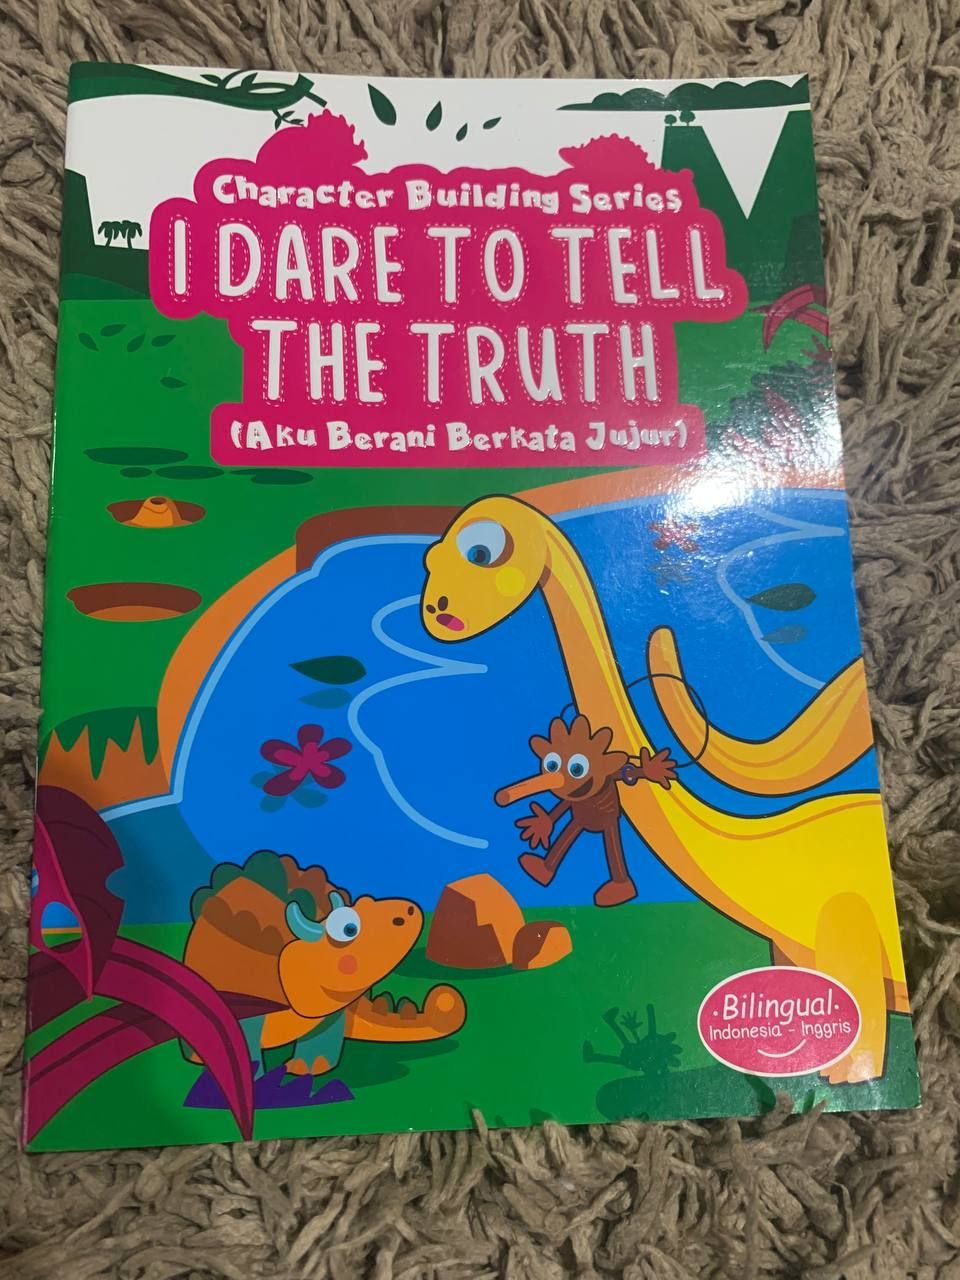 Character Building Series
I DARE TO TELL
THE TRUTH
(Aku Berani Berkata Jujur)
·Bilingual·
Indonesia - Inggris